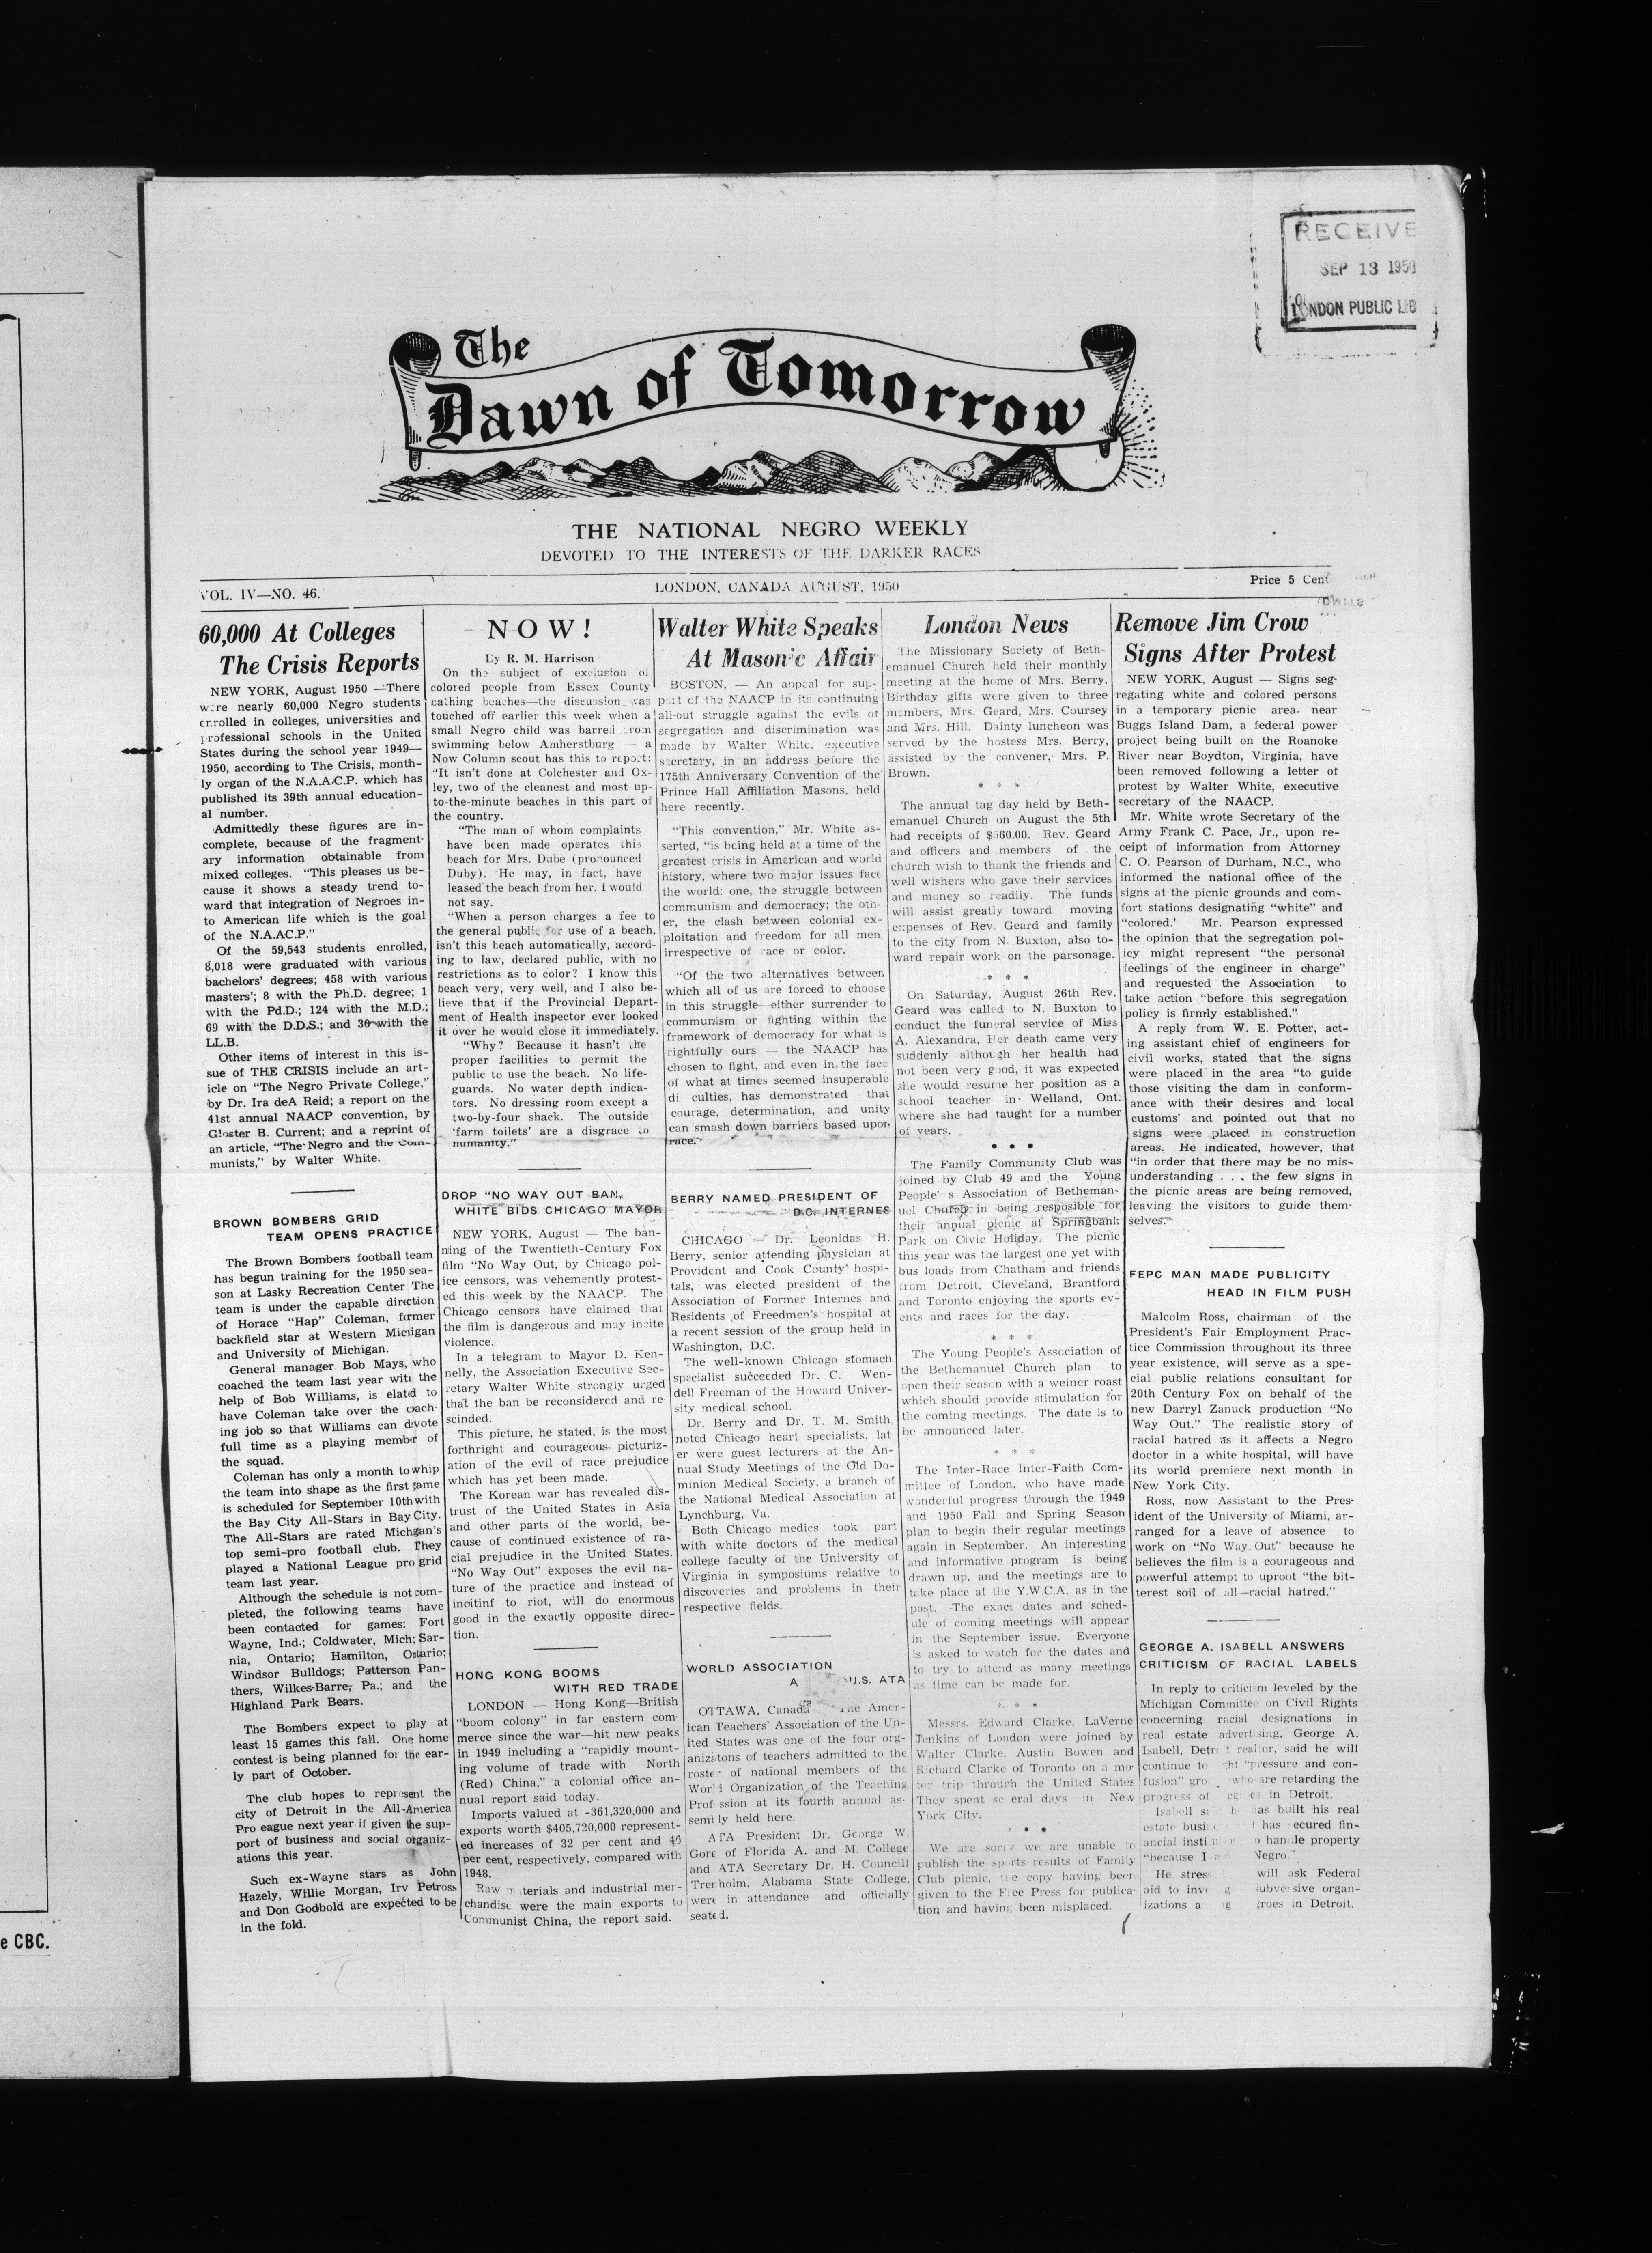 RECEIVE
SEP 13 1950
LONDON PUBLIC LIB
The
Dawn of Tomorrow
THE NATIONAL NEGRO WEEKLY
DEVOTED TO THE INTERESTS OF THE DARKER RACES
VOL. IV—NO. 46.
LONDON, CANADA AUGUST, 1950
Price 5 Cent
60,000 At Colleges
The Crisis Reports
NEW YORK, August 1950 —There
were nearly 60,000 Negro students
enrolled in colleges, universities and
professional schools in the United
States during the school year 1949—
1950, according to The Crisis, month-
ly organ of the N.A.A.C.P. which has
published its 39th annual education-
al number.
Admittedly these figures are in-
complete, because of the fragment-
ary information obtainable from
mixed colleges. "This pleases us be-
cause it shows a steady trend to-
ward that integration of Negroes in-
to American life which is the goal
of the N.A.AC.P."
Of the 59,543 students enrolled,
8,018 were graduated with various
bachelors' degrees; 458 with various
masters'; 8 with the Ph.D. degree; 1
with the Pd.D.; 124 with the M.D.;
69 with the D.D.S.; and 30 with the
LL.B.
Other items of interest in this is-
sue of THE CRISIS include an art-
icle on "The Negro Private College,"
by Dr. Ira deA Reid; a report on the
41st annual NAACP convention, by
Gloster B. Current; and a reprint of
an article, "The Negro and the Com-
munists," by Walter White.
BROWN BOMBERS GRID
TEAM OPENS PRACTICE
The Brown Bombers football team
has begun training for the 1950 sea-
son at Lasky Recreation Center The
team is under the capable direction
of Horace "Hap" Coleman, former
backfield star at Western Michigan
and University of Michigan.
General manager Bob Mays, who
coached the team last year with the
help of Bob Williams, is elated to
have Coleman take over the coach-
ing job so that Williams can devote
full time as a playing member of
the squad.
Coleman has only a month to whip
the team into shape as the first game
is scheduled for September 10th with
the Bay City All-Stars in Bay City.
The All-Stars are rated Michgan's
top semi-pro football club. They
played a National League pro grid
team last year.
Although the schedule is not com-
pleted, the following teams have
been contacted for games: Fort
Wayne, Ind.; Coldwater, Mich; Sar-
nia, Ontario; Hamilton, Ontario;
Windsor Bulldogs; Patterson Pan-
thers, Wilkes-Barre, Pa.; and the
Highland Park Bears.
The Bombers expect to play at
least 15 games this fall. One home
contest is being planned for the ear-
ly part of October.
The club hopes to represent the
city of Detroit in the All-America
Pro eague next year if given the sup-
port of business and social organiz-
ations this year.
Such ex-Wayne stars as John
Hazely, Willie Morgan, Irv Petross
and Don Godbold are expected to be
in the fold.
NOW!
By R. M. Harrison
On the subject of exclusion of
colored people from Essex County
bathing beaches—the discussion was
touched off earlier this week when a
small Negro child was barred from
swimming below Amherstburg — a
Now Column scout has this to report:
"It isn't done at Colchester and Ox-
ley, two of the cleanest and most up-
to-the-minute beaches in this part of
the country.
"The man of whom complaints
have been made operates this
beach for Mrs. Dube (pronounced
Duby). He may, in fact, have
leased the beach from her. I would
not say.
"When a person charges a fee to
the general public for use of a beach,
isn't this beach automatically, accord-
ing to law, declared public, with no
restrictions as to color? I know this
beach very, very well, and I also be-
lieve that if the Provincial Depart-
ment of Health inspector ever looked
it over he would close it immediately.
"Why? Because it hasn't the
proper facilities to permit the
public to use the beach. No life-
guards. No water depth indica-
tors. No dressing room except a
two-by-four shack. The outside
'farm toilets' are a disgrace to
humanity."
DROP "NO WAY OUT BAN,
WHITE BIDS CHICAGO MAYOR
NEW YORK, August — The ban-
ning of the Twentieth-Century Fox
film "No Way Out, by Chicago pol-
ice censors, was vehemently protest-
ed this week by the NAACP. The
Chicago censors have claimed that
the film is dangerous and may incite
violence.
In a telegram to Mayor D. Ken-
nelly, the Association Executive Sec-
retary Walter White strongly urged
that the ban be reconsidered and re
scinded.
This picture, he stated, is the most
forthright and courageous picturiz-
ation of the evil of race prejudice
which has yet been made.
The Korean war has revealed dis-
trust of the United States in Asia
and other parts of the world, be-
cause of continued existence of ra-
cial prejudice in the United States.
"No Way Out" exposes the evil na-
ture of the practice and instead of
incitinf to riot, will do enormous
good in the exactly opposite direc-
tion.
HONG KONG BOOMS
WITH RED TRADE
LONDON — Hong Kong—British
"boom colony" in far eastern com-
merce since the war—hit new peaks
in 1949 including a "rapidly mount-
ing volume of trade with North
(Red) China," a colonial office an-
nual report said today.
Imports valued at -361,320,000 and
exports worth $405,720,000 represent-
ed increases of 32 per cent and 46
per cent, respectively, compared with
1948.
Raw materials and industrial mer-
chandise were the main exports to
Communist China, the report said.
Walter White Speaks
At Masonic Affair
BOSTON, — An appeal for sup-
port of the NAACP in its continuing
all-out struggle against the evils of
segregation and discrimination was
made by Walter White, executive
secretary, in an address before the
175th Anniversary Convention of the
Prince Hall Affiliation Masons, held
here recently.
"This convention," Mr. White as-
serted, "is being held at a time of the
greatest crisis in American and world
history, where two major issues face
the world: one, the struggle between
communism and democracy; the oth-
er, the clash between colonial ex-
ploitation and freedom for all men,
irrespective of race or color.
"Of the two alternatives between
which all of us are forced to choose
in this struggle—either surrender to
communism or fighting within the
framework of democracy for what is
rightfully ours — the NAACP has
chosen to fight, and even in the face
of what at times seemed insuperable
di culties, has demonstrated that
courage, determination, and unity
can smash down barriers based upon
race."
BERRY NAMED PRESIDENT OF
D.C. INTERNES
CHICAGO — Dr. Leonidas H.
Berry, senior attending physician at
Provident and Cook County hospi-
tals, was elected president of the
Association of Former Internes and
Residents of Freedmen's hospital at
a recent session of the group held in
Washington, D.C.
The well-known Chicago stomach
specialist succeeded Dr. C. Wen-
dell Freeman of the Howard Univer-
sity medical school.
Dr. Berry and Dr. T. M. Smith,
noted Chicago heart specialists, lat
er were guest lecturers at the An-
nual Study Meetings of the Old Do-
minion Medical Society, a branch of
the National Medical Association at
Lynchburg, Va.
Both Chicago medics took part
with white doctors of the medical
college faculty of the University of
Virginia in symposiums relative to
discoveries and problems in their
respective fields.
WORLD ASSOCIATION
A U.S. ATA
OTTAWA, Canada The Amer-
ican Teachers' Association of the Un-
ited States was one of the four org-
anizatons of teachers admitted to the
roster of national members of the
World Organization of the Teaching
Prof ssion at its fourth annual as-
sembly held here.
ATA President Dr. George W.
Gore of Florida A. and M. College
and ATA Secretary Dr. H. Councill
Trenholm, Alabama State College,
were in attendance and officially
seated.
London News
The Missionary Society of Beth-
emanuel Church held their monthly
meeting at the home of Mrs. Berry,
Birthday gifts were given to three
members, Mrs. Geard, Mrs. Coursey
and Mrs. Hill. Dainty luncheon was
served by the hostess Mrs. Berry,
assisted by the convener, Mrs. P.
Brown.
* * *
The annual tag day held by Beth-
emanuel Church on August the 5th
had receipts of $560.00. Rev. Geard
and officers and members of the
church wish to thank the friends and
well wishers who gave their services
and money so readily. The funds
will assist greatly toward moving
expenses of Rev. Geard and family
to the city from N. Buxton, also to-
ward repair work on the parsonage.
* * *
On Saturday, August 26th Rev.
Geard was called to N. Buxton to
conduct the funeral service of Miss
A. Alexandra, Her death came very
suddenly although her health had
not been very good, it was expected
she would resume her position as a
school teacher in Welland, Ont.
where she had taught for a number
of years.
* * *
The Family Community Club was
joined by Club 49 and the Young
People' s Association of Betheman-
uel Church in being resposible for
their annual picnic at Springbank
Park on Civic Holiday. The picnic
this year was the largest one yet with
bus loads from Chatham and friends
from Detroit, Cleveland, Brantford
and Toronto enjoying the sports ev-
ents and races for the day.
* * *
The Young People's Association of
the Bethemanuel Church plan to
open their season with a weiner roast
which should provide stimulation for
the coming meetings. The date is to
be announced later.
* * *
The Inter-Race Inter-Faith Com-
mittee of London, who have made
wonderful progress through the 1949
and 1950 Fall and Spring Season
plan to begin their regular meetings
again in September. An interesting
and informative program is being
drawn up, and the meetings are to
take place at the Y.W.C.A. as in the
past. The exact dates and sched-
ule of coming meetings will appear
in the September issue. Everyone
is asked to watch for the dates and
to try to attend as many meetings
as time can be made for.
* * *
Messrs. Edward Clarke, LaVerne
Jenkins of London were joined by
Walter Clarke, Austin Bowen and
Richard Clarke of Toronto on a mo-
tor trip through the United States
They spent several days in New
York City.
* * *
We are sorry we are unable to
publish the sports results of Family
Club picnic, the copy having been
given to the Free Press for publica-
tion and having been misplaced.
Remove Jim Crow
Signs After Protest
NEW YORK, August — Signs seg-
regating white and colored persons
in a temporary picnic area near
Buggs Island Dam, a federal power
project being built on the Roanoke
River near Boydton, Virginia, have
been removed following a letter of
protest by Walter White, executive
secretary of the NAACP.
Mr. White wrote Secretary of the
Army Frank C. Pace, Jr., upon re-
ceipt of information from Attorney
C. O. Pearson of Durham, N.C., who
informed the national office of the
signs at the picnic grounds and com-
fort stations designating "white" and
"colored.' Mr. Pearson expressed
the opinion that the segregation pol-
icy might represent "the personal
feelings of the engineer in charge"
and requested the Association to
take action "before this segregation
policy is firmly established."
A reply from W. E. Potter, act-
ing assistant chief of engineers for
civil works, stated that the signs
were placed in the area "to guide
those visiting the dam in conform-
ance with their desires and local
customs' and pointed out that no
signs were placed in construction
areas. He indicated, however, that
"in order that there may be no mis-
understanding . . . the few signs in
the picnic areas are being removed,
leaving the visitors to guide them-
selves."
FEPC MAN MADE PUBLICITY
HEAD IN FILM PUSH
Malcolm Ross, chairman of the
President's Fair Employment Prac-
tice Commission throughout its three
year existence, will serve as a spe-
cial public relations consultant for
20th Century Fox on behalf of the
new Darryl Zanuck production "No
Way Out." The realistic story of
racial hatred as it affects a Negro
doctor in a white hospital, will have
its world premiere next month in
New York City.
Ross, now Assistant to the Pres-
ident of the University of Miami, ar-
ranged for a leave of absence to
work on "No Way Out" because he
believes the film is a courageous and
powerful attempt to uproot "the bit-
terest soil of all—racial hatred."
GEORGE A. ISABELL ANSWERS
CRITICISM OF RACIAL LABELS
In reply to criticism leveled by the
Michigan Committee on Civil Rights
concerning racial designations in
real estate advertising, George A.
Isabell, Detroit realtor, said he will
continue to "pressure and con-
fusion" who are retarding the
progress of in Detroit.
Isabell said he has built his real
estate has secured fin-
ancial to handle property
"because I Negro."
He will ask Federal
aid to subversive organ-
izations in Detroit.
e CBC.